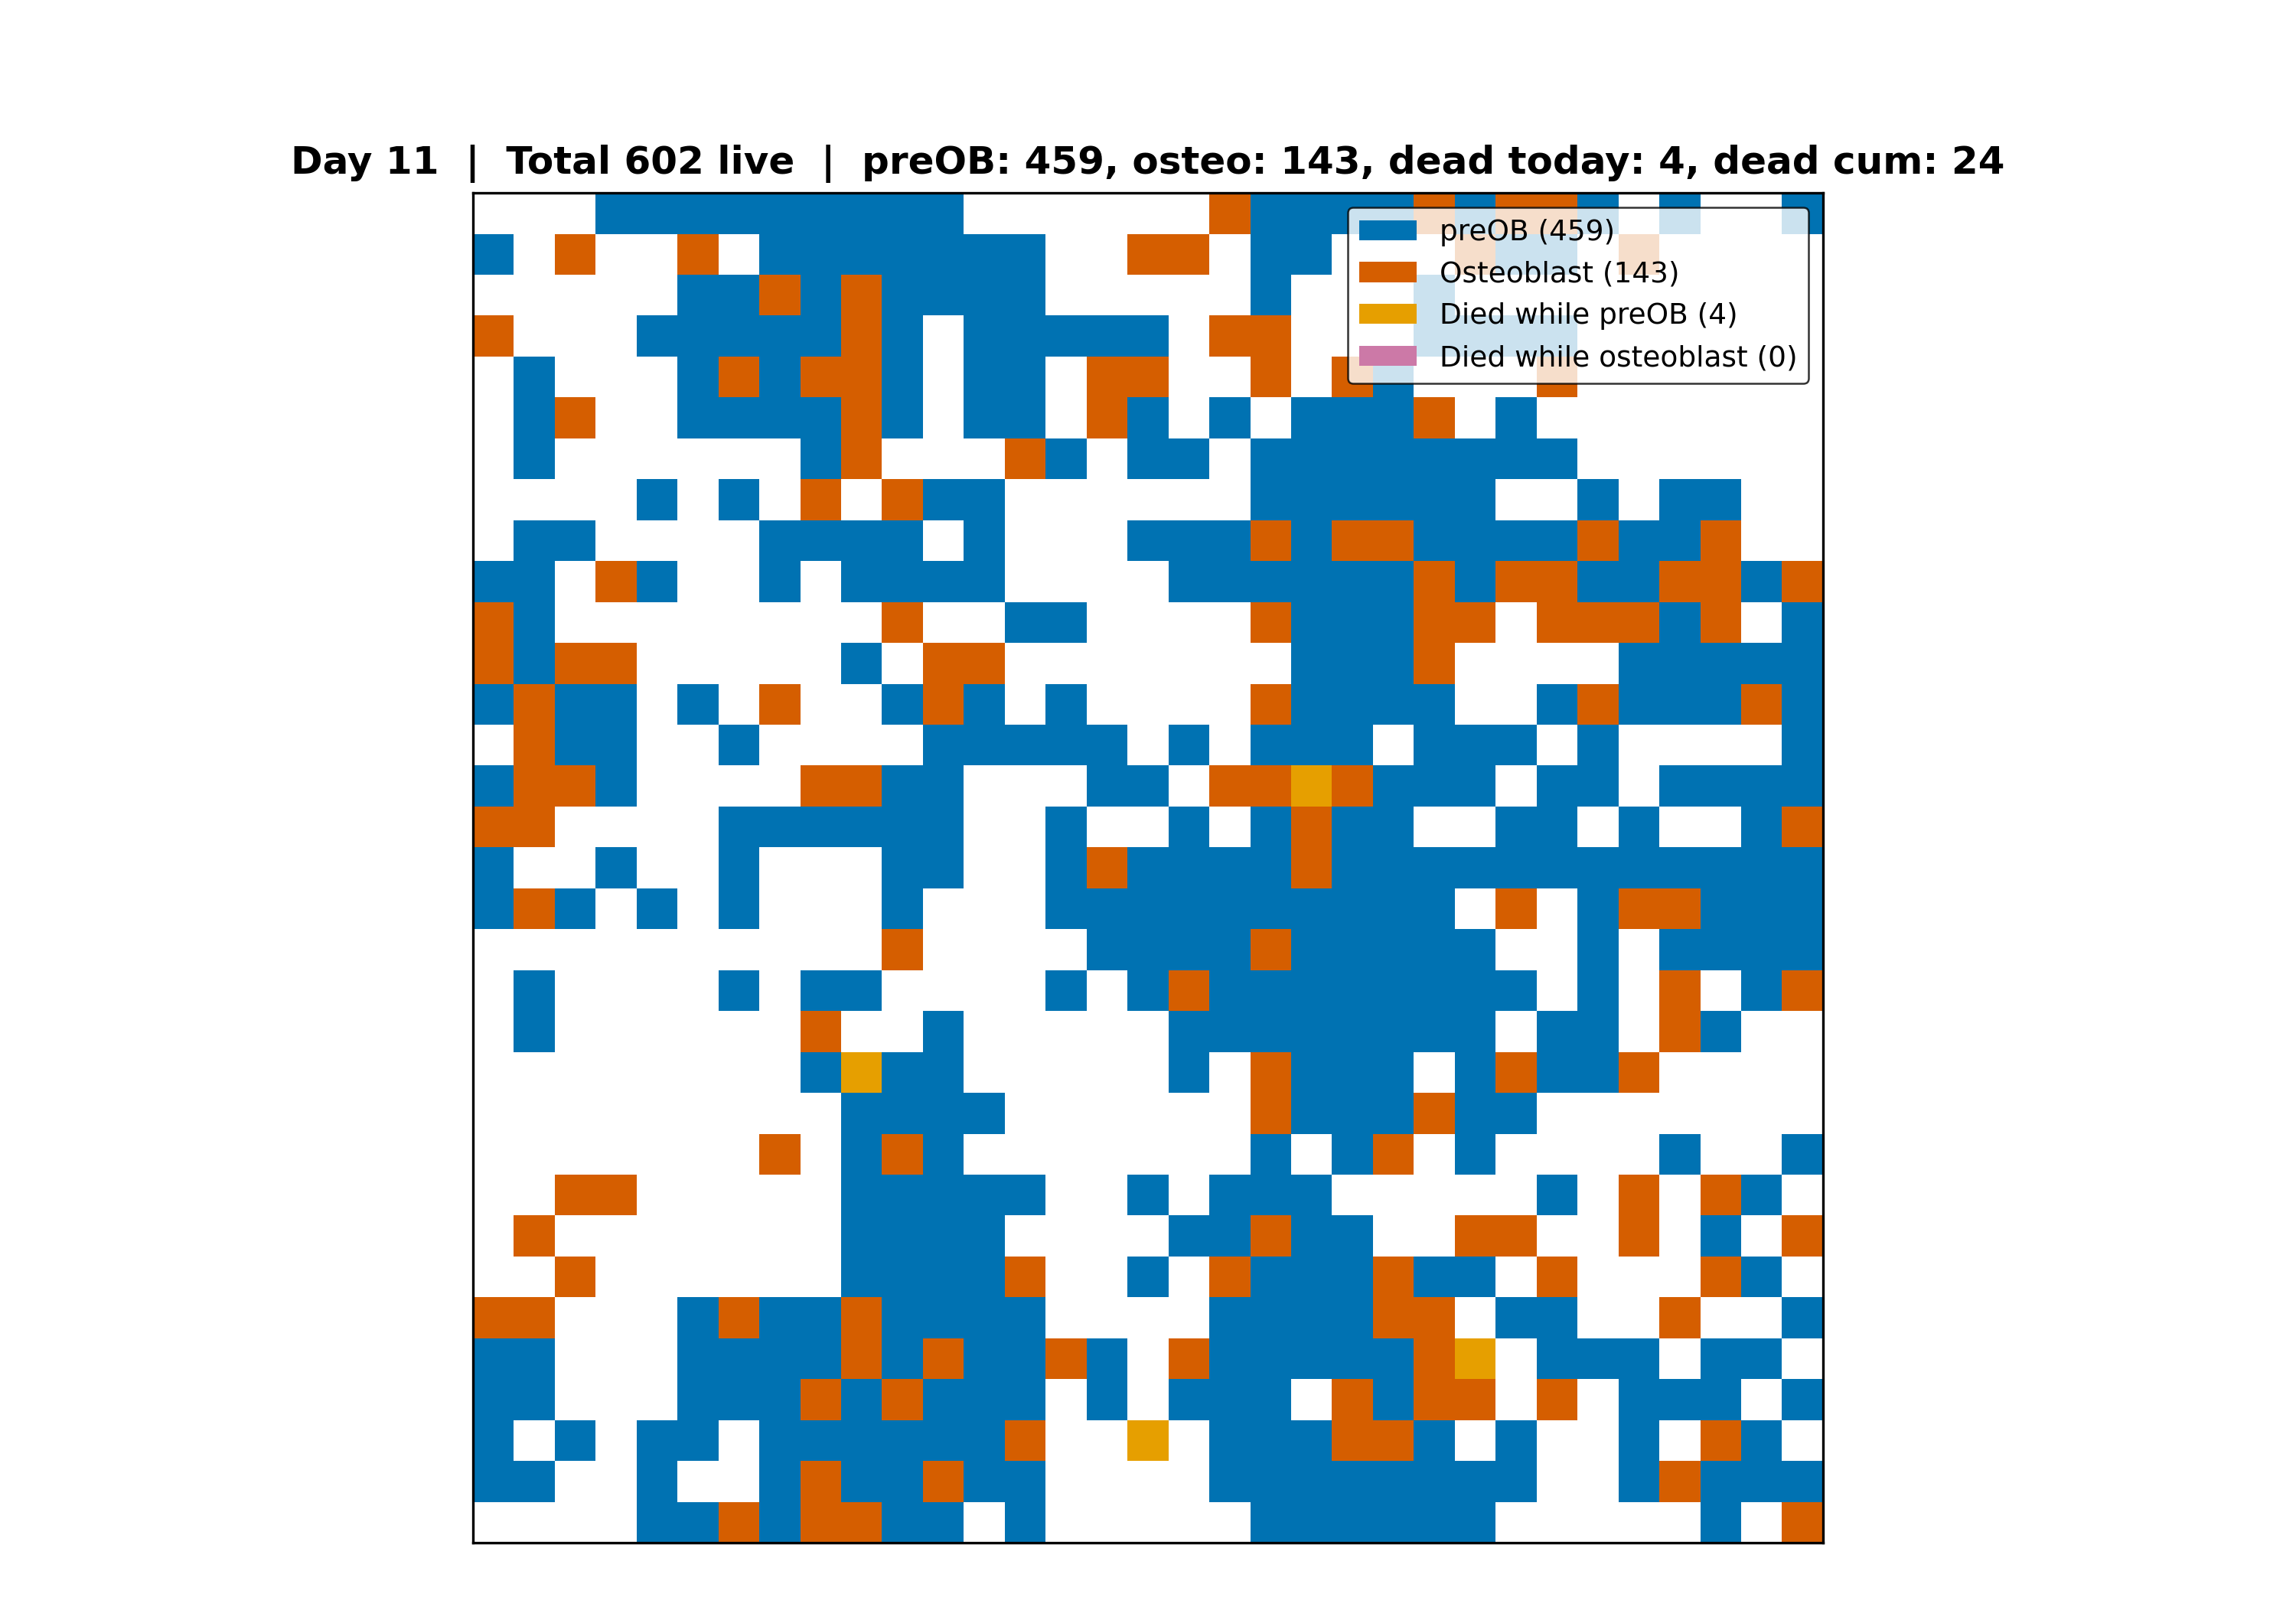 Day 11 | Total 602 live | preOB: 459, osteo: 143, dead today: 4, dead cum: 24
preOB (459)
Osteoblast (143)
Died while preOB (4)
Died while osteoblast (0)